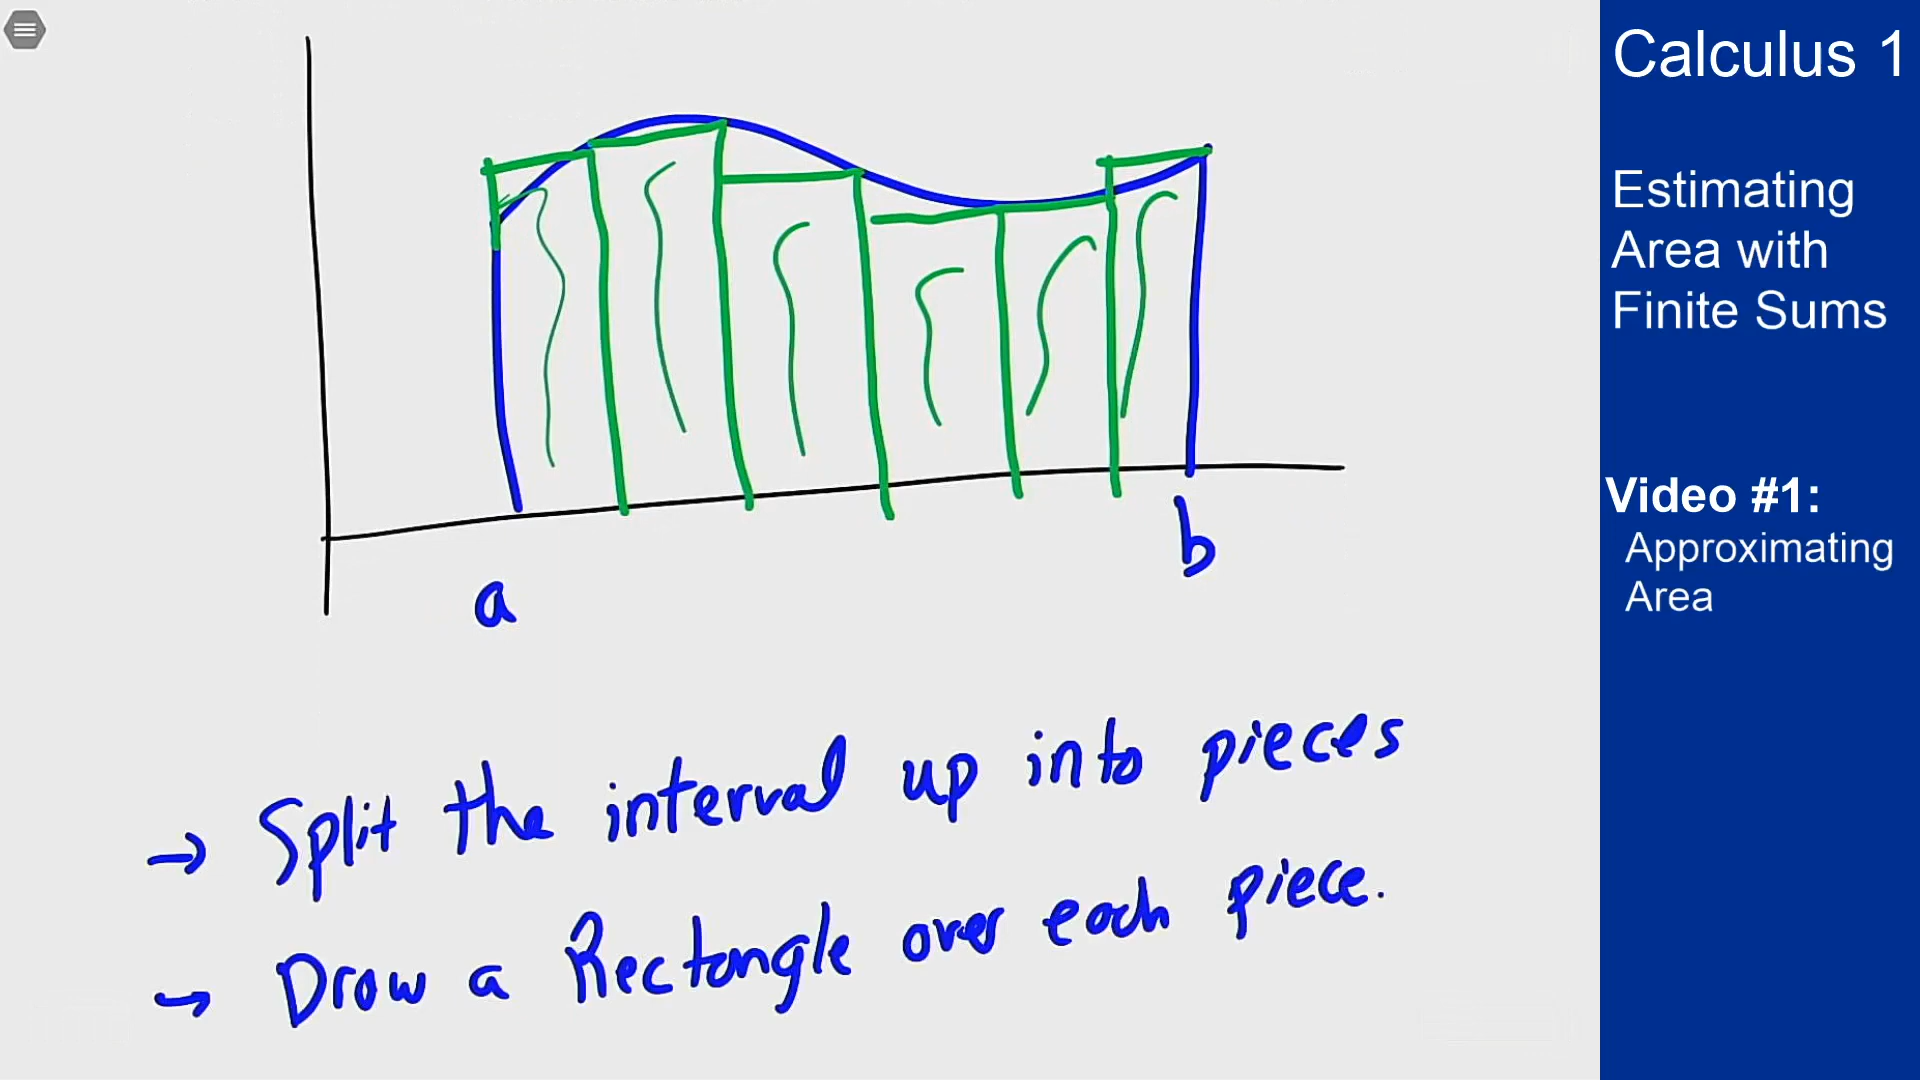 Calculus 1
Estimating
Area with
Finite Sums
Video #1:
Approximating
Area
a
b
→ Split the interval up into pieces
→ Draw a Rectangle over each piece.